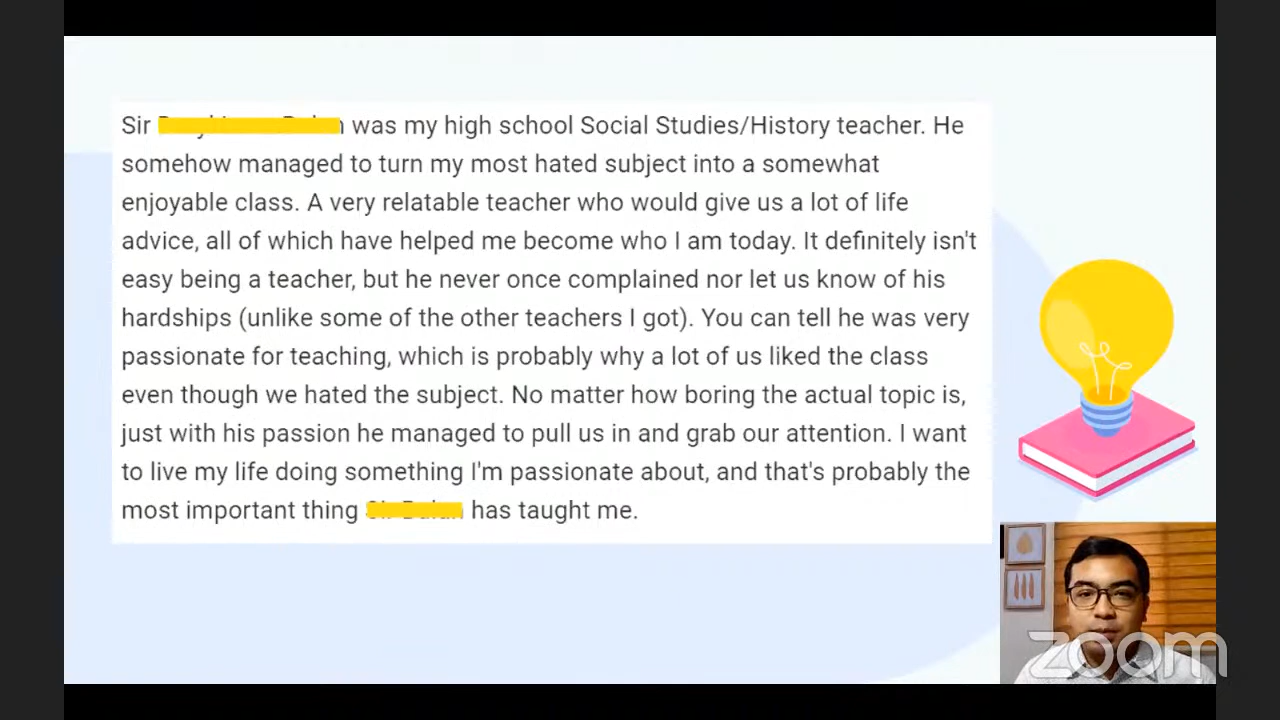 Sir was my high school Social Studies/History teacher. He
somehow managed to turn my most hated subject into a somewhat
enjoyable class. A very relatable teacher who would give us a lot of life
advice, all of which have helped me become who I am today. It definitely isn't
easy being a teacher, but he never once complained nor let us know of his
hardships (unlike some of the other teachers I got). You can tell he was very
passionate for teaching, which is probably why a lot of us liked the class
even though we hated the subject. No matter how boring the actual topic is,
just with his passion he managed to pull us in and grab our attention. I want
to live my life doing something I'm passionate about, and that's probably the
most important thing has taught me.
zoom